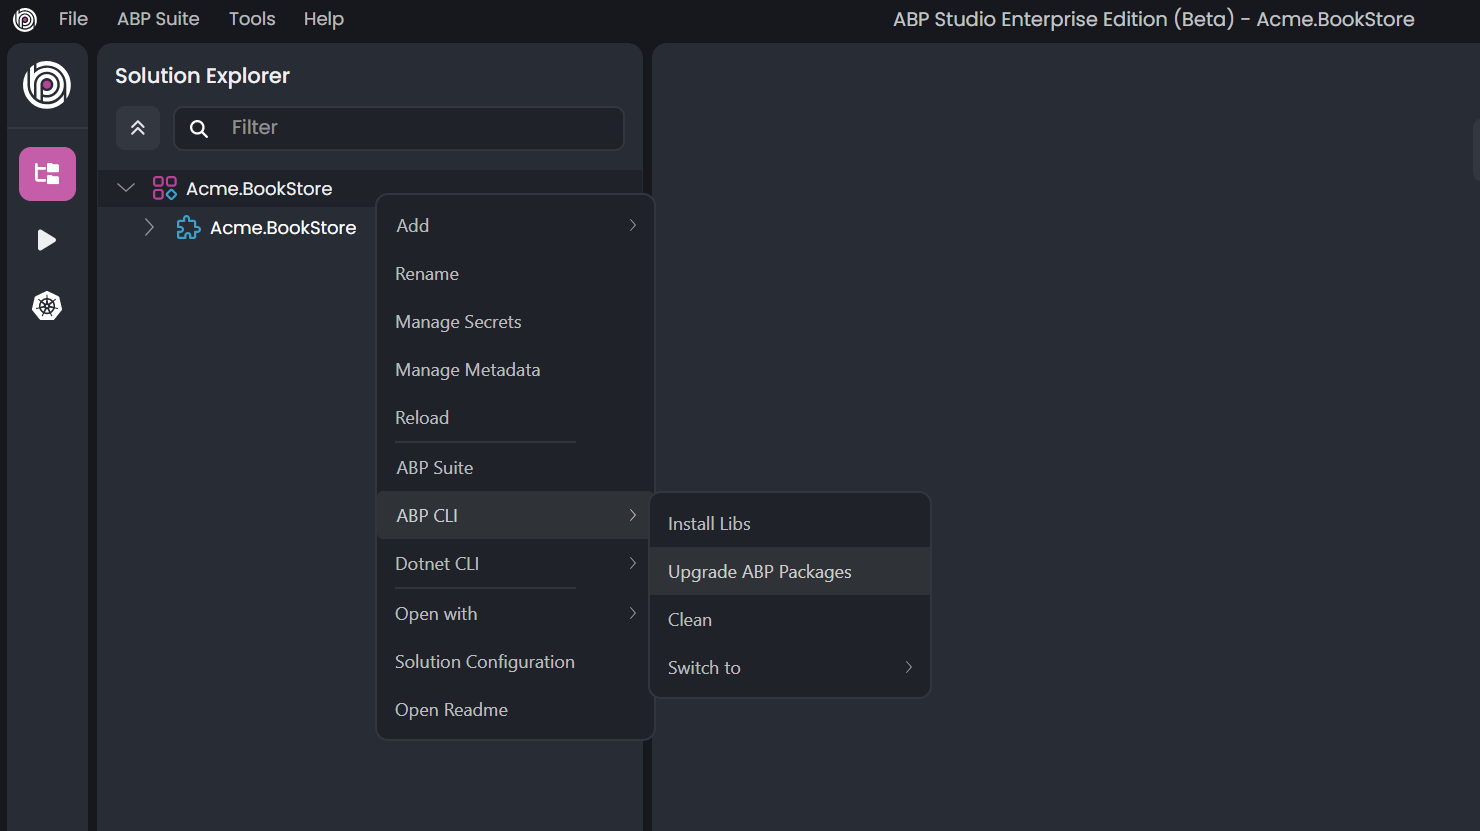 File ABP Suite Tools Help ABP Studio Enterprise Edition (Beta) - Acme.BookStore
Solution Explorer
Filter
Acme.BookStore
Acme.BookStore
Add
Rename
Manage Secrets
Manage Metadata
Reload
ABP Suite
ABP CLI
Dotnet CLI
Open with
Solution Configuration
Open Readme
Install Libs
Upgrade ABP Packages
Clean
Switch to